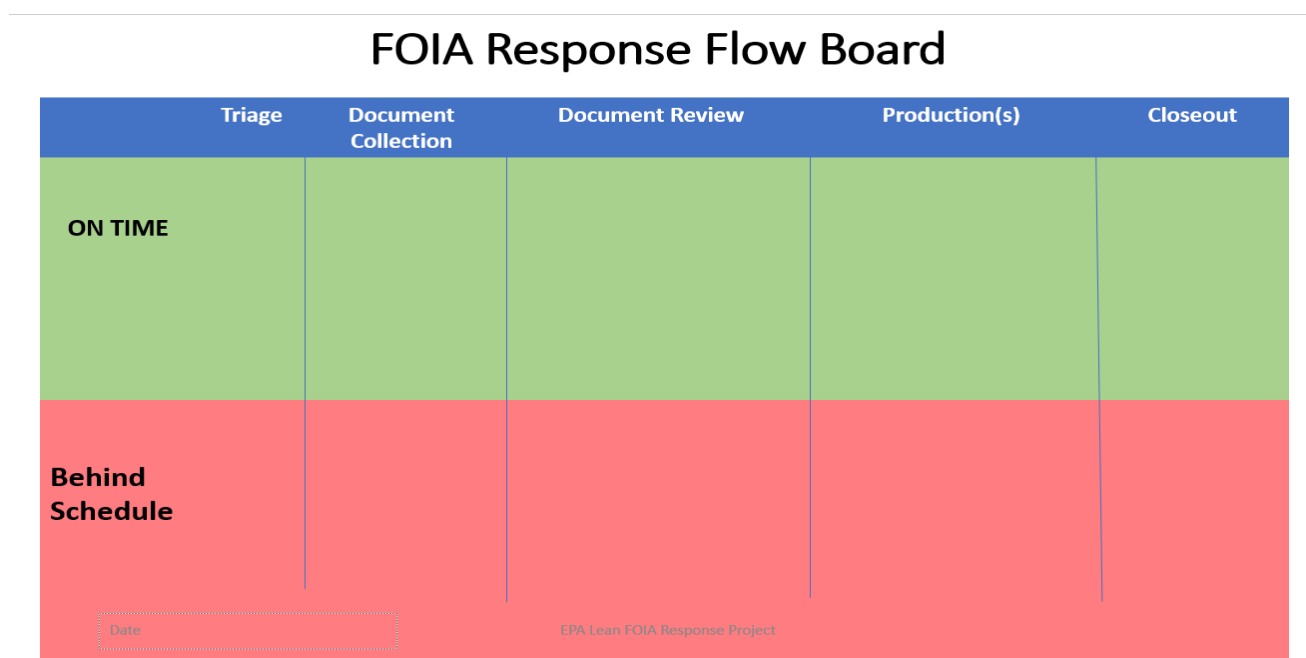 FOIA Response Flow Board
Triage
Document
Collection
Document Review
Production(s)
Closeout
ON TIME
Behind
Schedule
Date
EPA Lean FOIA Response Project